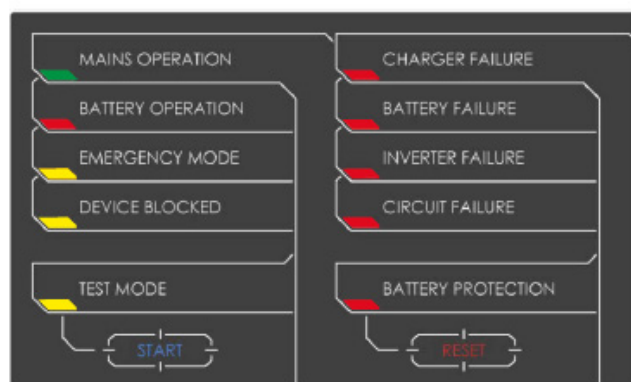 MAINS OPERATION
BATTERY OPERATION
EMERGENCY MODE
DEVICE BLOCKED
TEST MODE
START
CHARGER FAILURE
BATTERY FAILURE
INVERTER FAILURE
CIRCUIT FAILURE
BATTERY PROTECTION
RESET